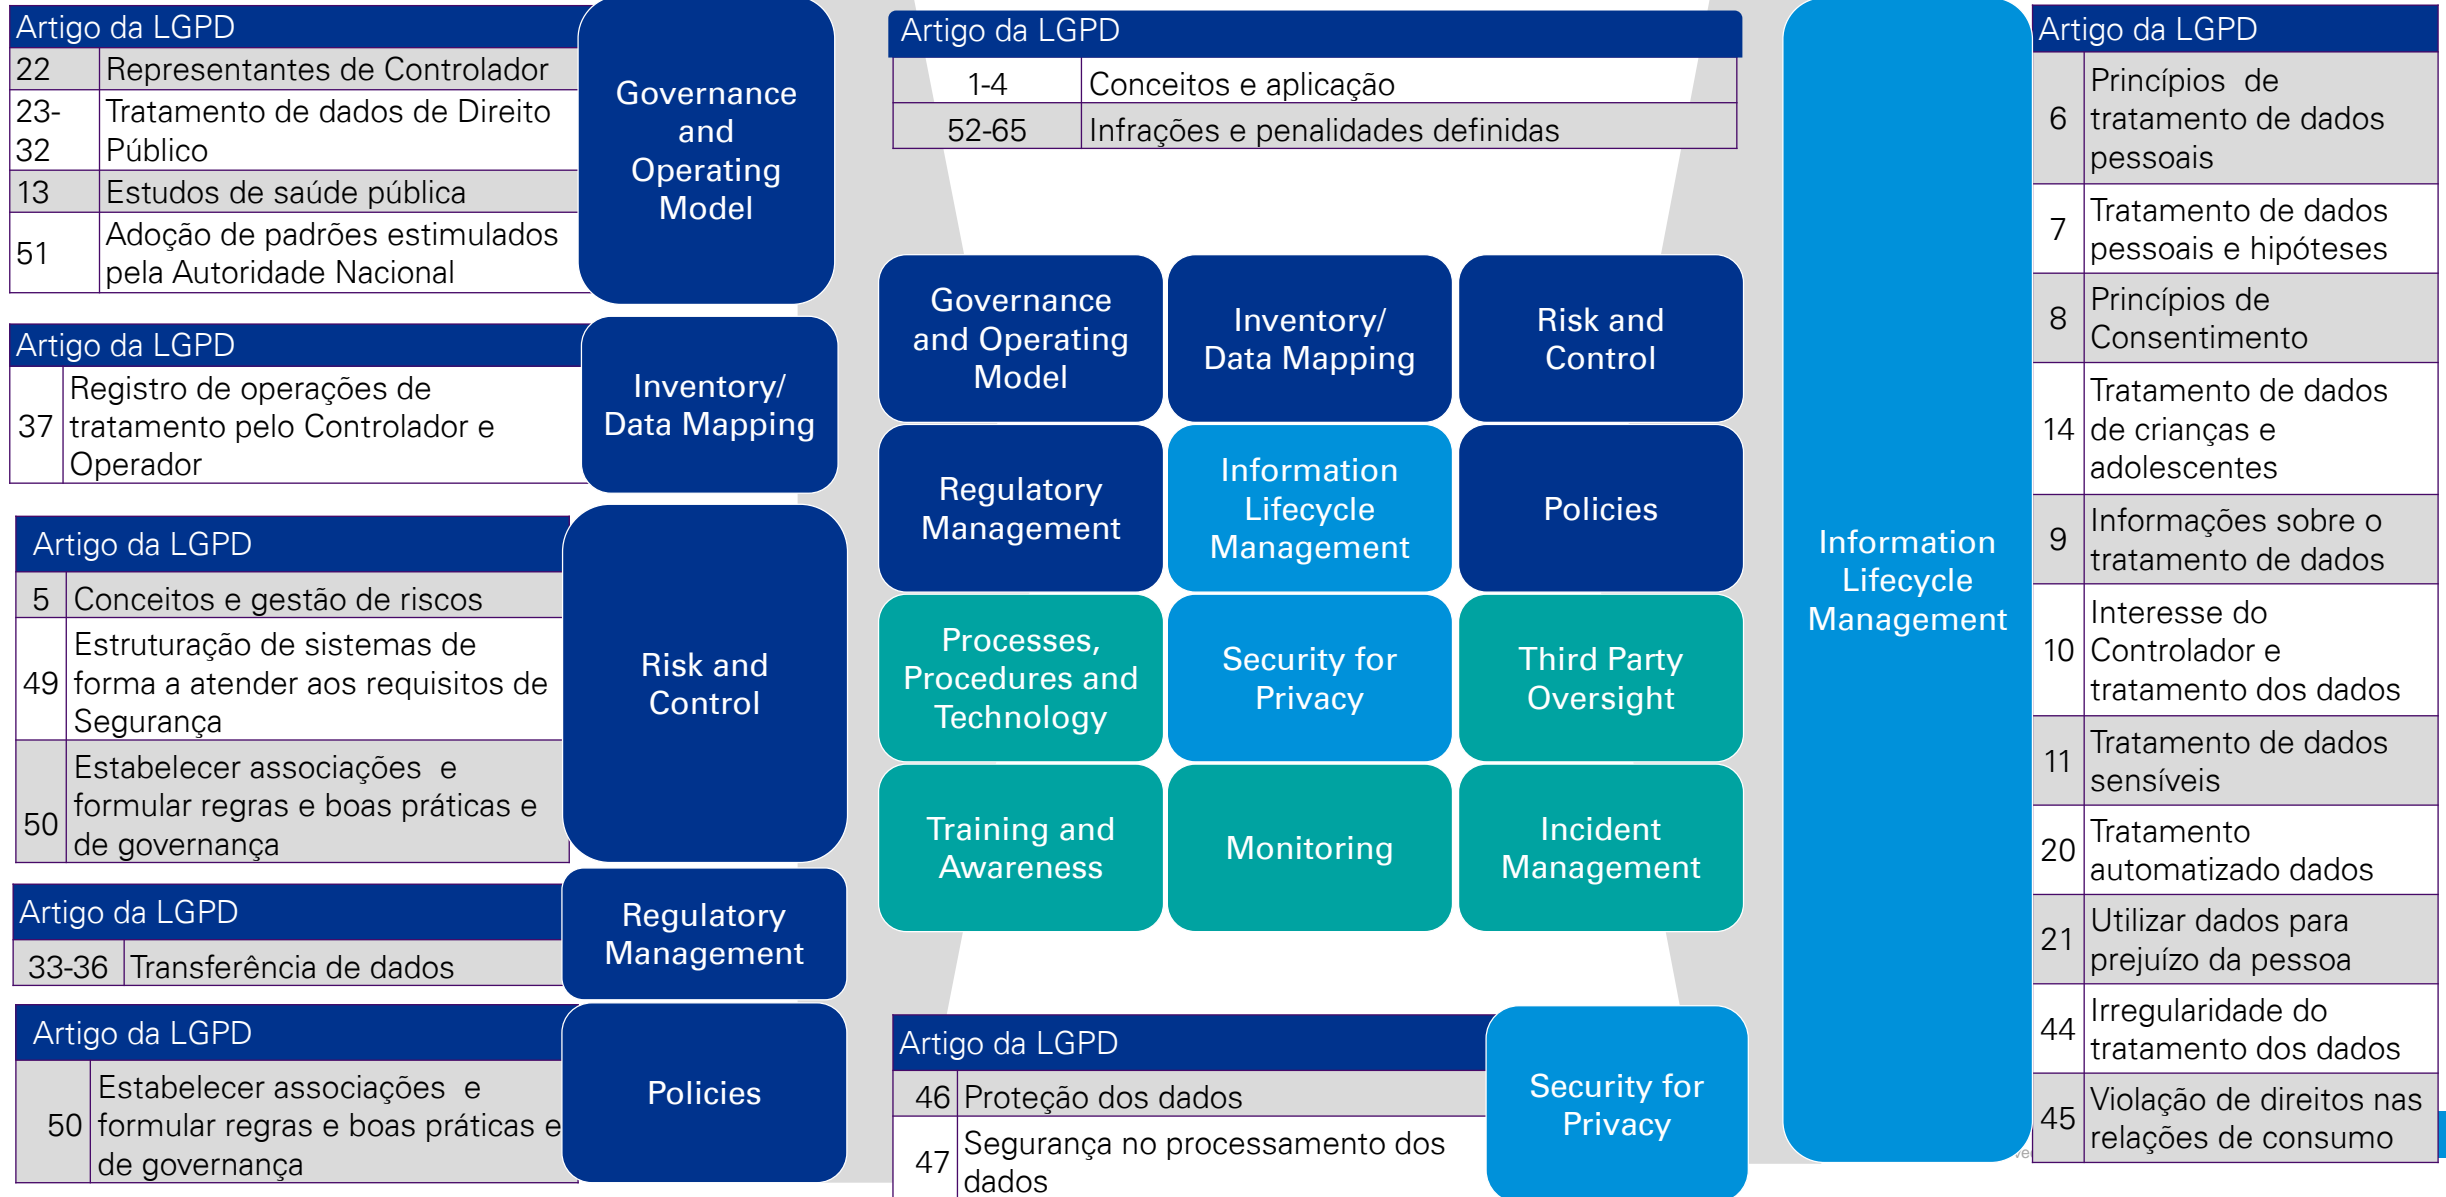 Artigo da LGPD
22 Representantes de Controlador
23- Tratamento de dados de Direito
32 Público
13 Estudos de saúde pública
51 Adoção de padrões estimulados
pela Autoridade Nacional
Governance
and
Operating
Model
Artigo da LGPD
37 Registro de operações de
tratamento pelo Controlador e
Operador
Inventory/
Data Mapping
Artigo da LGPD
5 Conceitos e gestão de riscos
49 Estruturação de sistemas de
forma a atender aos requisitos de
Segurança
50 Estabelecer associações e
formular regras e boas práticas e
de governança
Risk and
Control
Artigo da LGPD
33-36 Transferência de dados
Regulatory
Management
Artigo da LGPD
50 Estabelecer associações e
formular regras e boas práticas e
de governança
Policies
Artigo da LGPD
1-4 Conceitos e aplicação
52-65 Infrações e penalidades definidas
Governance
and Operating
Model
Inventory/
Data Mapping
Risk and
Control
Regulatory
Management
Information
Lifecycle
Management
Policies
Processes,
Procedures and
Technology
Security for
Privacy
Third Party
Oversight
Training and
Awareness
Monitoring
Incident
Management
Artigo da LGPD
46 Proteção dos dados
47 Segurança no processamento dos
dados
Security for
Privacy
Information
Lifecycle
Management
Artigo da LGPD
6 Princípios de
tratamento de dados
pessoais
7 Tratamento de dados
pessoais e hipóteses
8 Princípios de
Consentimento
14 Tratamento de dados
de crianças e
adolescentes
9 Informações sobre o
tratamento de dados
10 Interesse do
Controlador e
tratamento dos dados
11 Tratamento de dados
sensíveis
20 Tratamento
automatizado dados
21 Utilizar dados para
prejuízo da pessoa
44 Irregularidade do
tratamento dos dados
45 Violação de direitos nas
relações de consumo